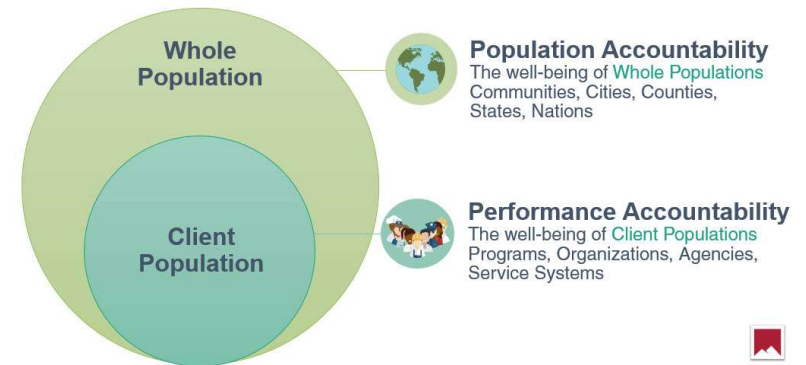 Whole
Population
Client
Population
Population Accountability
The well-being of Whole Populations
Communities, Cities, Counties,
States, Nations
Performance Accountability
The well-being of Client Populations
Programs, Organizations, Agencies,
Service Systems